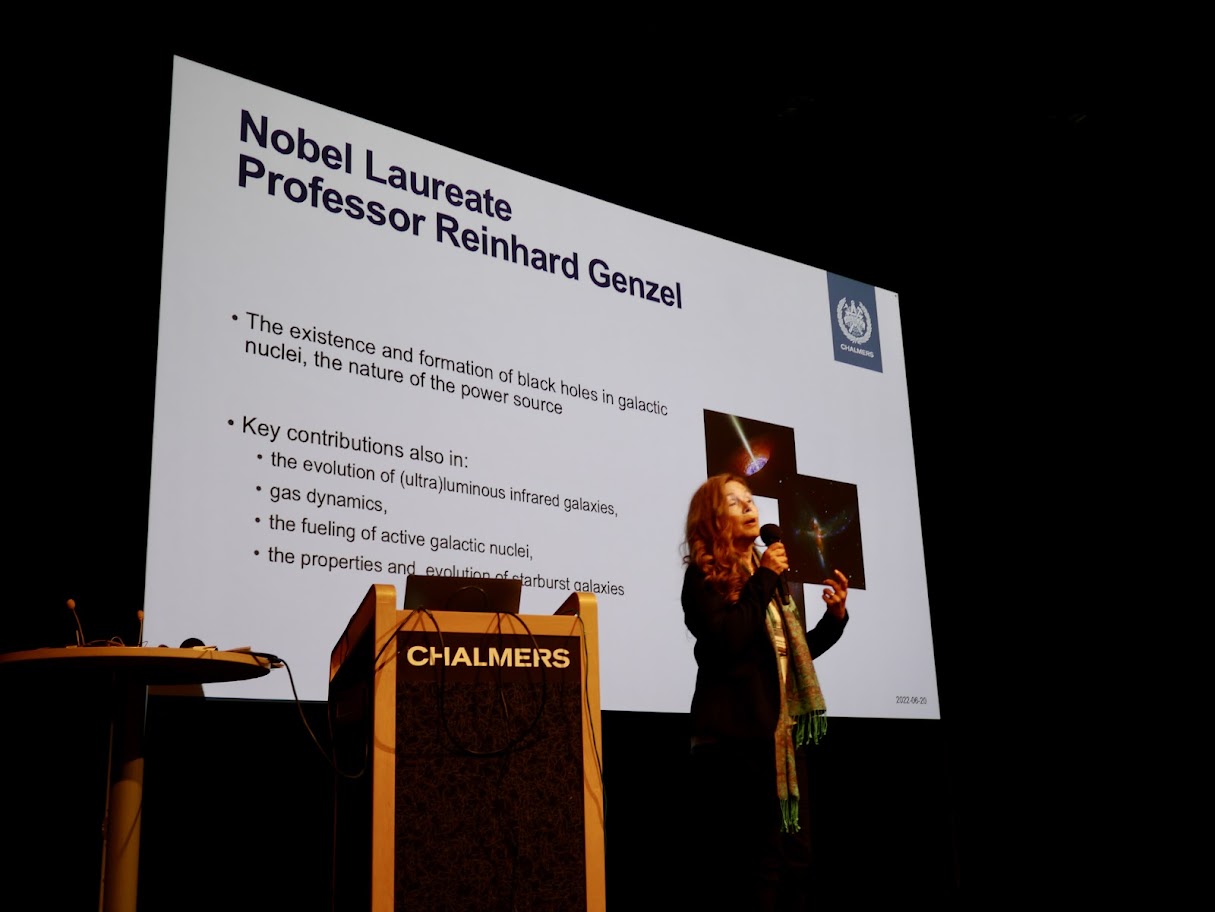 Nobel Laureate
Professor Reinhard Genzel
• The existence and formation of black holes in galactic
nuclei, the nature of the power source
• Key contributions also in:
• the evolution of (ultra)luminous infrared galaxies,
• gas dynamics,
• the fueling of active galactic nuclei,
• the properties and evolution of starburst galaxies
CHALMERS
2022-06-20
CHALMERS